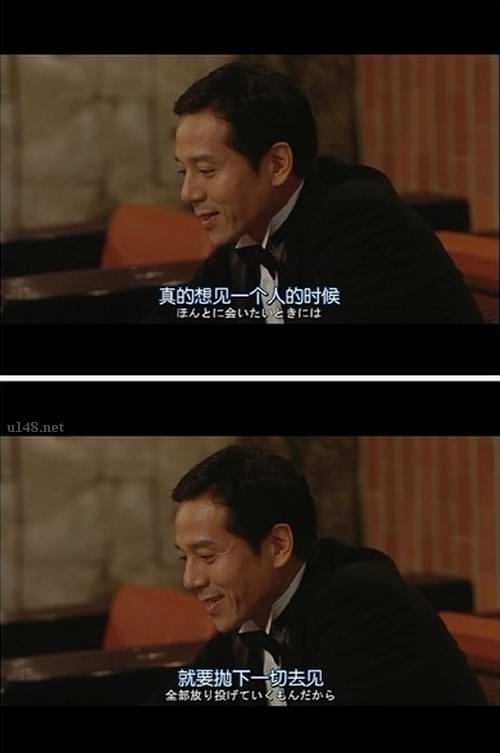 真的想见一个人的时候
ほんとに会いたいときには
u148.net
就要抛下一切去见
全部放り投げていくもんだから